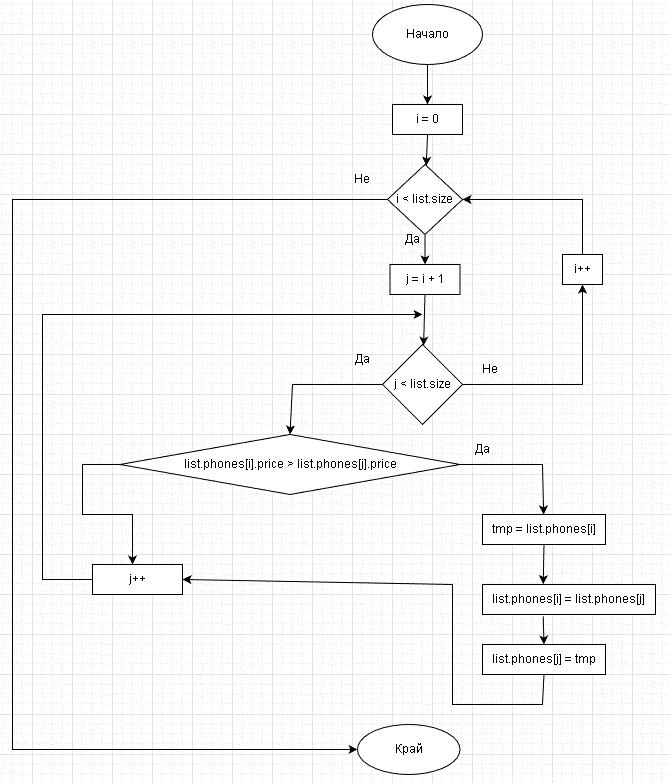 Начало
i = 0
Не
i < list.size
Да
j = i + 1
i++
Да
j < list.size
Не
list.phones[i].price > list.phones[j].price
Да
tmp = list.phones[i]
j++
list.phones[i] = list.phones[j]
list.phones[j] = tmp
Край